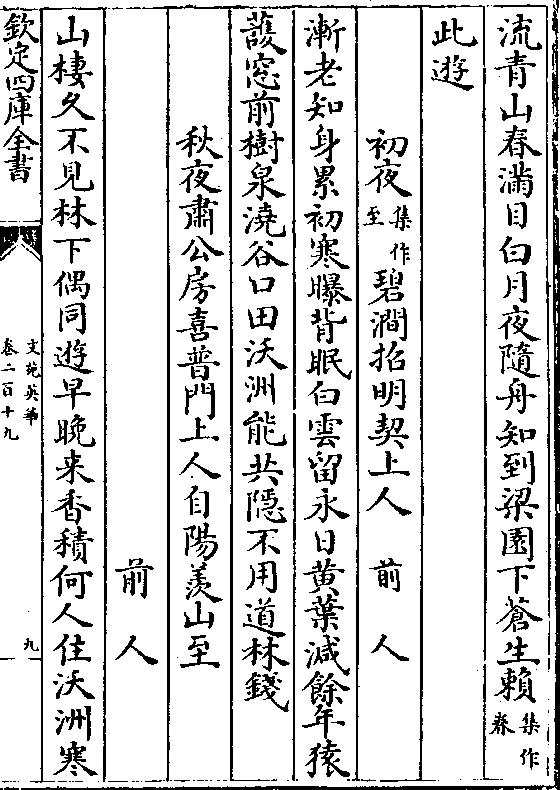 流青山春滿目白月夜隨舟知到梁園下蒼生賴集作春
此遊
初夜集作至碧澗招明契上人　前人
漸老知身累初寒曝背眠白雲留永日黄葉減餘年猿
䕶窓前樹泉澆谷口田沃洲能共隱不用道林錢
秋夜肅公房喜普門上人自陽羨山至
前人
山棲久不見林下偶同遊早晚来香積何人住沃洲寒
欽定四庫全書
文苑英華
卷二百十九
九